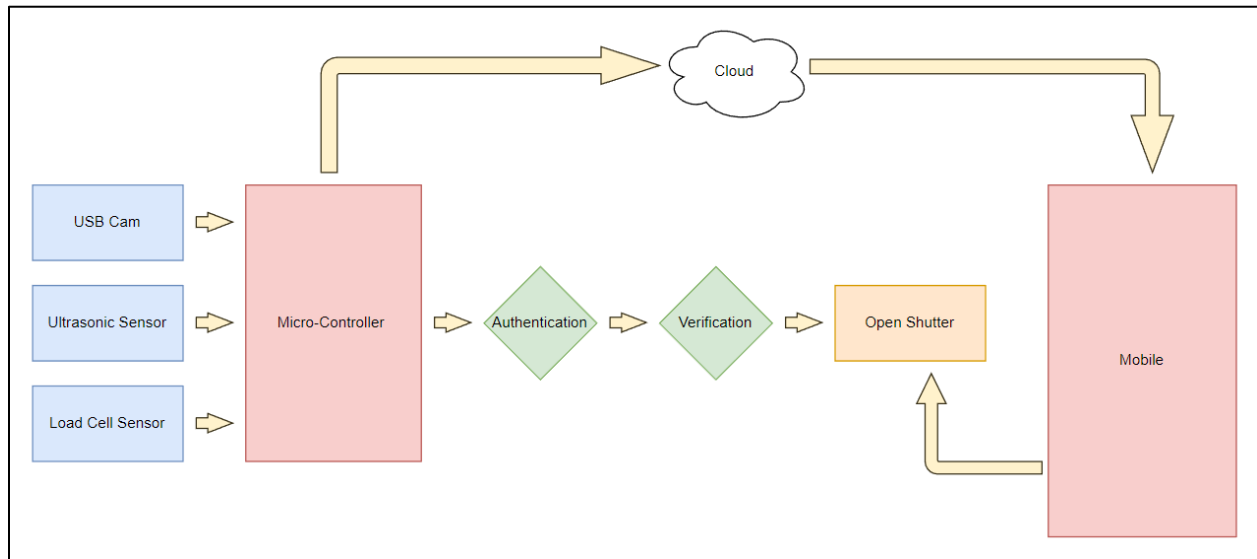 Cloud
USB Cam
Ultrasonic Sensor
Micro-Controller
Authentication
Verification
Open Shutter
Mobile
Load Cell Sensor